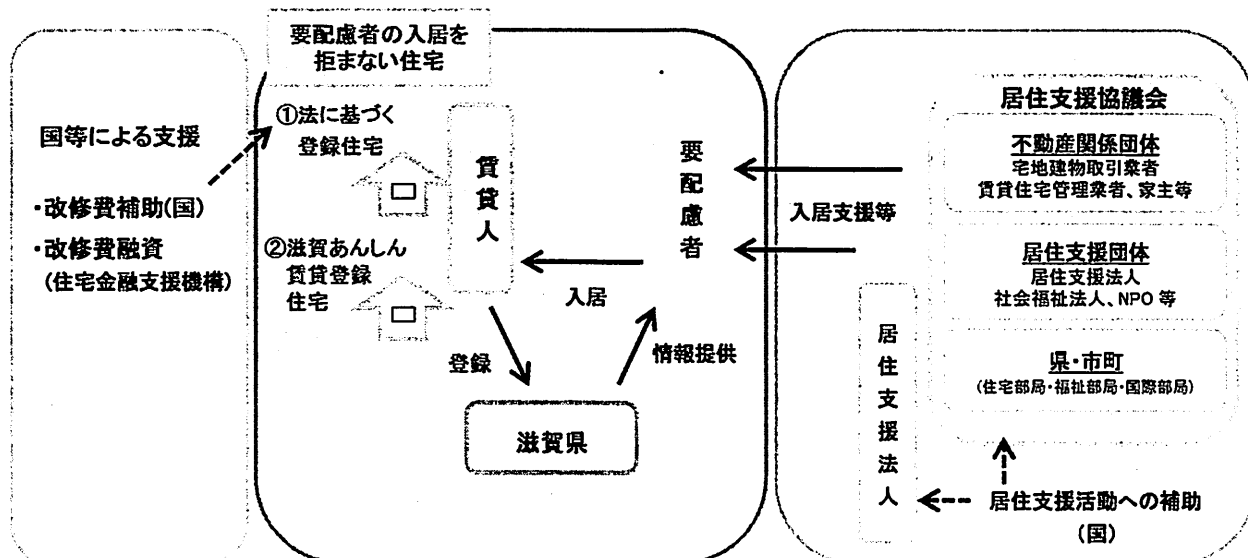 国等による支援
・改修費補助(国)
・改修費融資
(住宅金融支援機構)
要配慮者の入居を
拒まない住宅
①法に基づく
登録住宅
②滋賀あんしん
賃貸登録
住宅
賃貸人
要配慮者
入居
登録
情報提供
滋賀県
入居支援等
居住支援協議会
不動産関係団体
宅地建物取引業者
賃貸住宅管理業者、家主等
居住支援団体
居住支援法人
社会福祉法人、NPO 等
県・市町
(住宅部局・福祉部局・国際部局)
居住支援法人
居住支援活動への補助
(国)